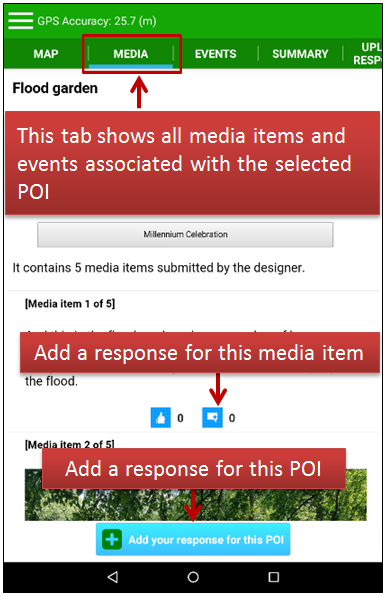 GPS Accuracy: 25.7 (m)
MAP MEDIA EVENTS SUMMARY UPL
RESPO
Flood garden
This tab shows all media items and
events associated with the selected
POI
Millennium Celebration
It contains 5 media items submitted by the designer.
[Media item 1 of 5]
Add a response for this media item
the flood.
0 0
[Media item 2 of 5]
Add a response for this POI
Add your response for this POI